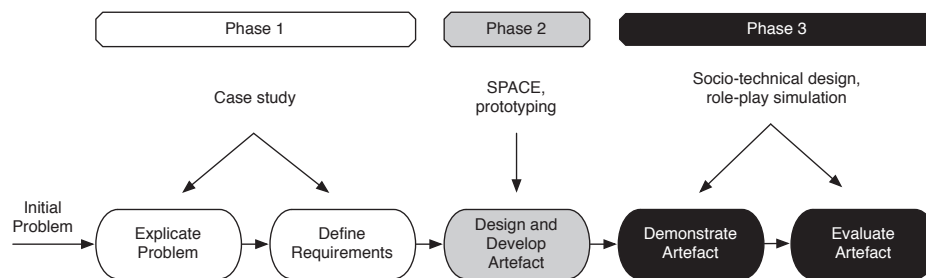 Phase 1
Phase 2
Phase 3
Case study
SPACE,
prototyping
Socio-technical design,
role-play simulation
Initial
Problem
Explicate
Problem
Define
Requirements
Design and
Develop
Artefact
Demonstrate
Artefact
Evaluate
Artefact